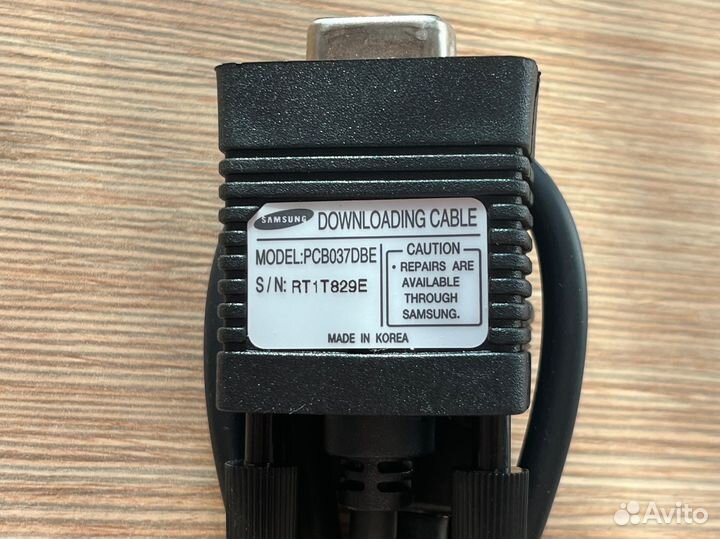 SAMSUNG DOWNLOADING CABLE
MODEL:PCB037DBE
S/N: RT1T829E
CAUTION
• REPAIRS ARE
AVAILABLE
THROUGH
SAMSUNG.
MADE IN KOREA
Avito